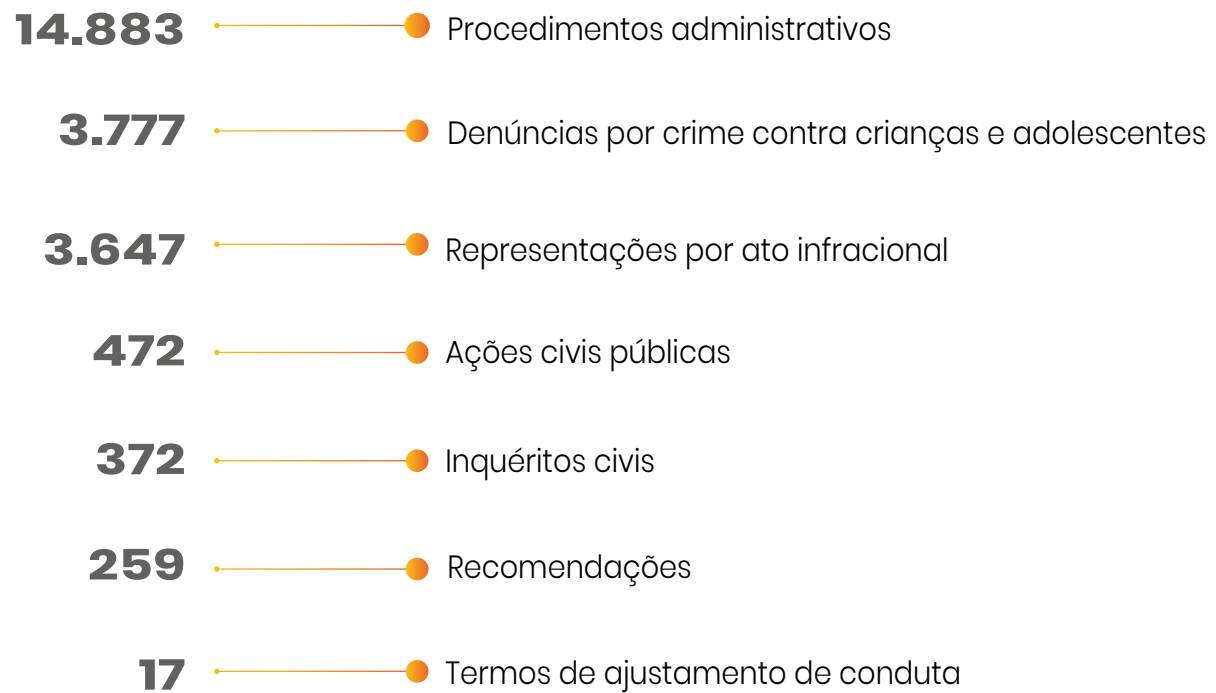 14.883 Procedimentos administrativos
3.777 Denúncias por crime contra crianças e adolescentes
3.647 Representações por ato infracional
472 Ações civis públicas
372 Inquéritos civis
259 Recomendações
17 Termos de ajustamento de conduta